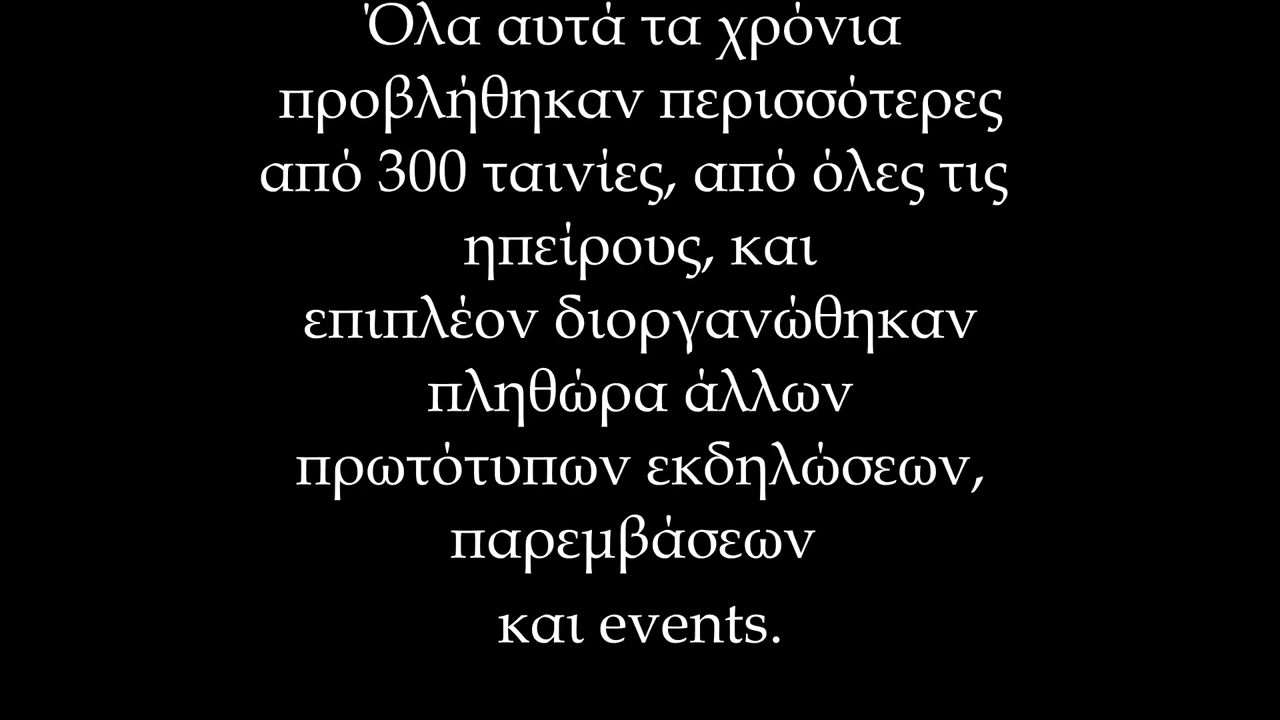 Όλα αυτά τα χρόνια
προβλήθηκαν περισσότερες
από 300 ταινίες, από όλες τις
ηπείρους, και
επιπλέον διοργανώθηκαν
πληθώρα άλλων
πρωτότυπων εκδηλώσεων,
παρεμβάσεων
και events.